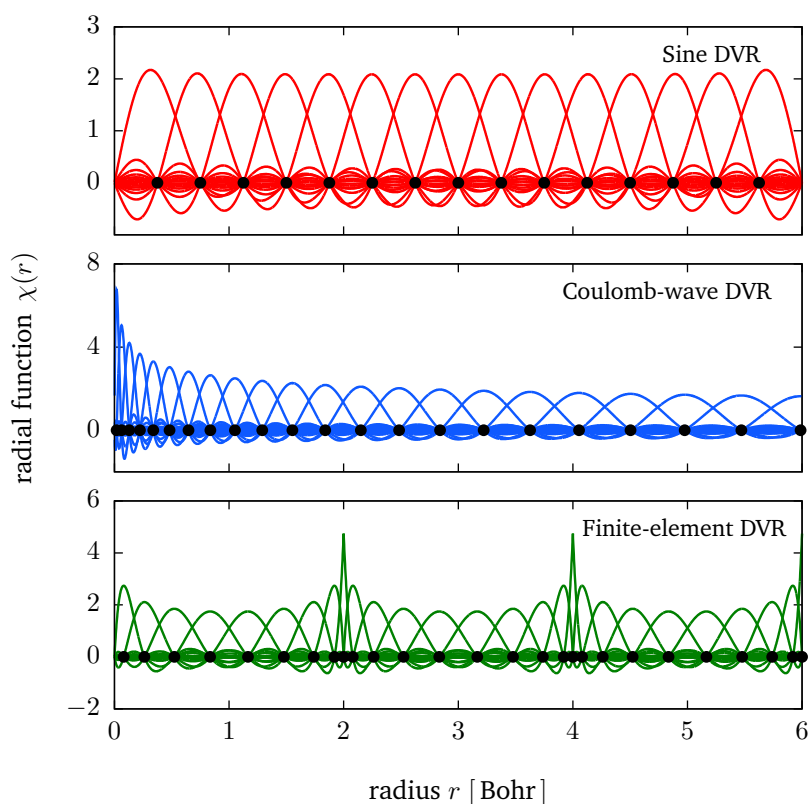 3
2
1
0
Sine DVR
8
4
0
Coulomb-wave DVR
radial function χ(r)
6
4
2
0
−2
Finite-element DVR
0 1 2 3 4 5 6
radius r [Bohr]